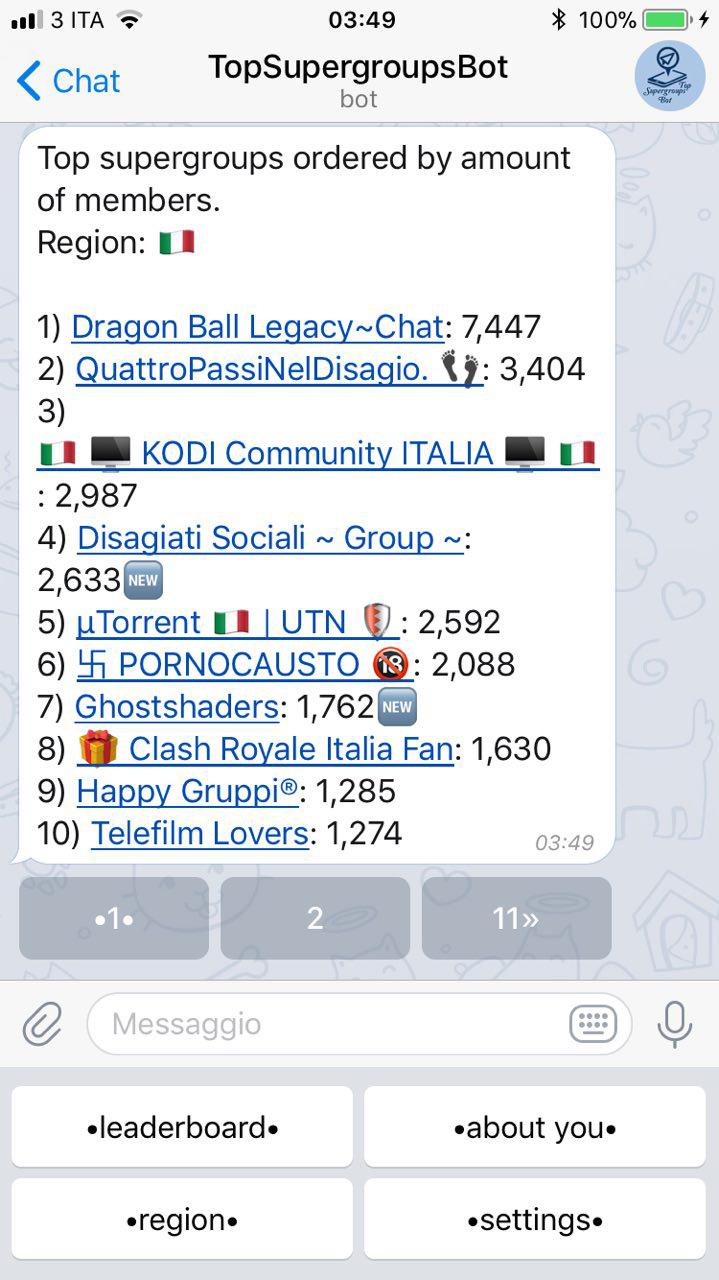 3 ITA 03:49 100%
Chat TopSupergroupsBot
bot
Top Supergroups Bot
Top supergroups ordered by amount
of members.
Region: 🇮🇹
1) Dragon Ball Legacy~Chat: 7,447
2) QuattroPassiNelDisagio. 👣: 3,404
3)
🇮🇹 🖥 KODI Community ITALIA 🖥 🇮🇹
: 2,987
4) Disagiati Sociali ~ Group ~:
2,633🆕
5) µTorrent 🇮🇹 | UTN 🛡: 2,592
6) 卐 PORNOCAUSTO 🔞: 2,088
7) Ghostshaders: 1,762🆕
8) 🎁 Clash Royale Italia Fan: 1,630
9) Happy Gruppi®: 1,285
10) Telefilm Lovers: 1,274
03:49
•1• 2 11»
Messaggio
•leaderboard• •about you•
•region• •settings•